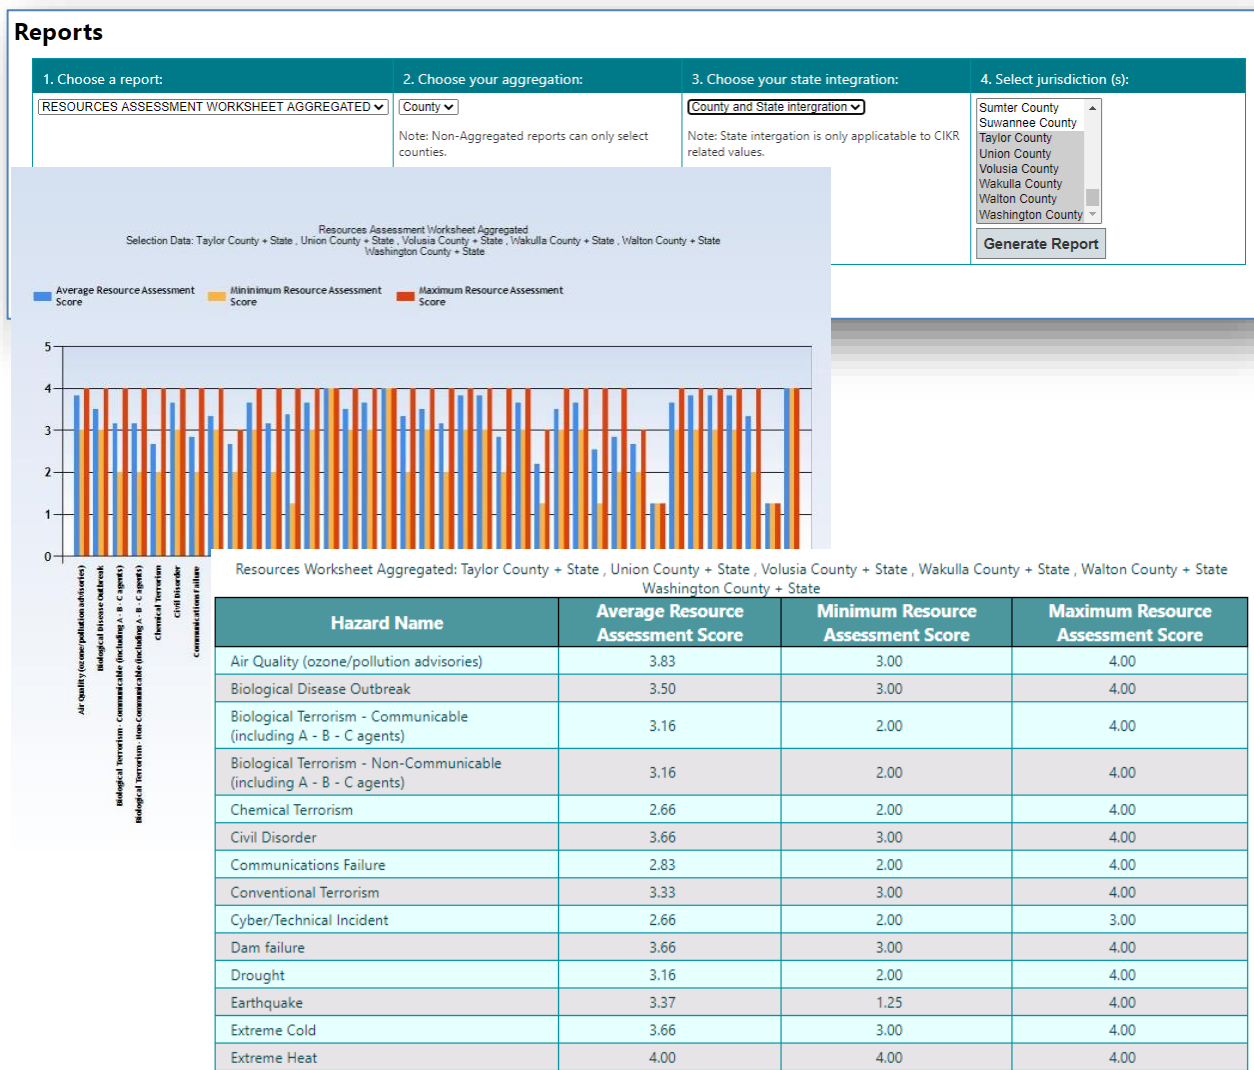 Reports
1. Choose a report:
2. Choose your aggregation:
3. Choose your state integration:
4. Select jurisdiction (s):
RESOURCES ASSESSMENT WORKSHEET AGGREGATED
County
County and State intergration
Note: Non-Aggregated reports can only select
counties.
Note: State intergation is only applicatable to CIKR
related values.
Sumter County
Suwannee County
Taylor County
Union County
Volusia County
Wakulla County
Walton County
Washington County
Generate Report
Resources Assessment Worksheet Aggregated
Selection Data: Taylor County + State , Union County + State , Volusia County + State , Wakulla County + State , Walton County + State
Washington County + State
Average Resource Assessment
Score
Mininimum Resource Assessment
Score
Maximum Resource Assessment
Score
5
4
3
2
1
0
Air Quality (ozone/pollution advisories)
Biological Disease Outbreak
Biological Terrorism - Communicable (including A - B - C agents)
Biological Terrorism - Non-Communicable (including A - B - C agents)
Chemical Terrorism
Civil Disorder
Communications Failure
Resources Worksheet Aggregated: Taylor County + State , Union County + State , Volusia County + State , Wakulla County + State , Walton County + State
Washington County + State
Hazard Name
Average Resource
Assessment Score
Minimum Resource
Assessment Score
Maximum Resource
Assessment Score
Air Quality (ozone/pollution advisories) 3.83 3.00 4.00
Biological Disease Outbreak 3.50 3.00 4.00
Biological Terrorism - Communicable
(including A - B - C agents) 3.16 2.00 4.00
Biological Terrorism - Non-Communicable
(including A - B - C agents) 3.16 2.00 4.00
Chemical Terrorism 2.66 2.00 4.00
Civil Disorder 3.66 3.00 4.00
Communications Failure 2.83 2.00 4.00
Conventional Terrorism 3.33 3.00 4.00
Cyber/Technical Incident 2.66 2.00 3.00
Dam failure 3.66 3.00 4.00
Drought 3.16 2.00 4.00
Earthquake 3.37 1.25 4.00
Extreme Cold 3.66 3.00 4.00
Extreme Heat 4.00 4.00 4.00